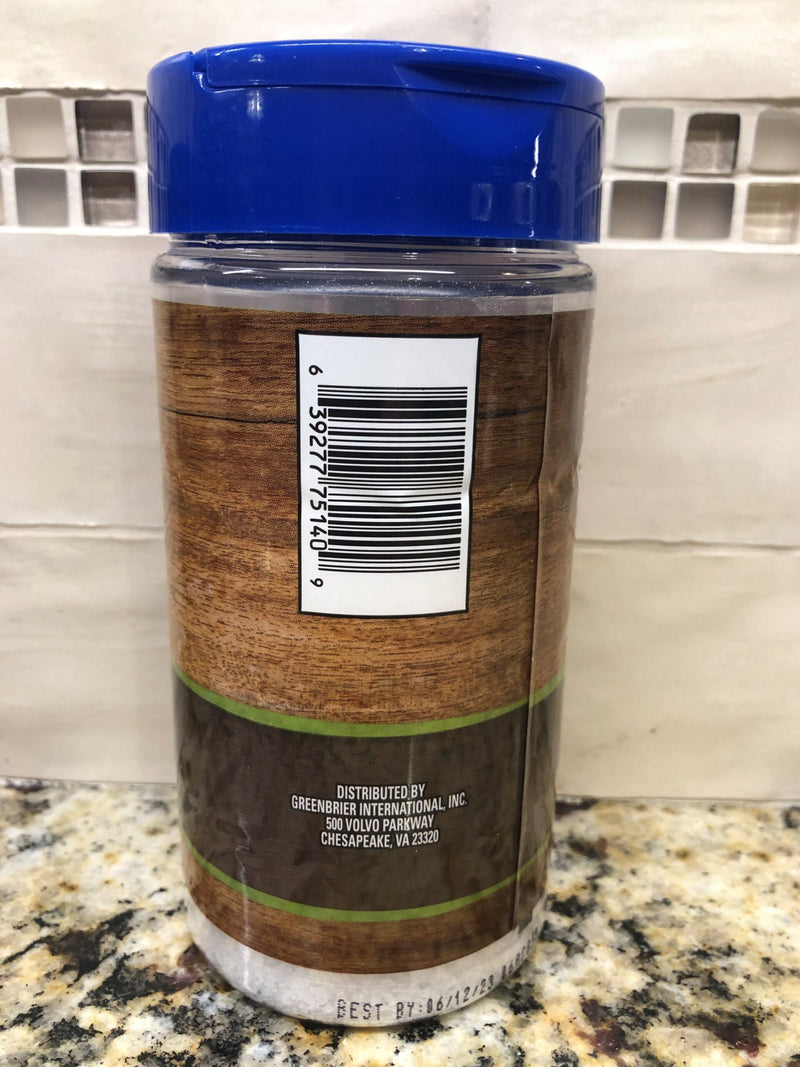 6 39277 75140 9
DISTRIBUTED BY
GREENBRIER INTERNATIONAL, INC.
500 VOLVO PARKWAY
CHESAPEAKE, VA 23320
BEST BY:06/12/23